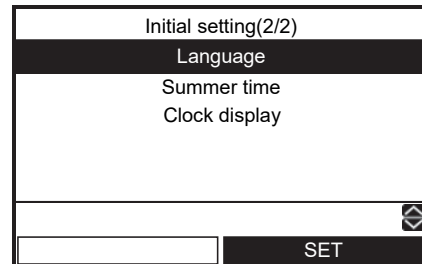 Initial setting(2/2)
Language
Summer time
Clock display
SET